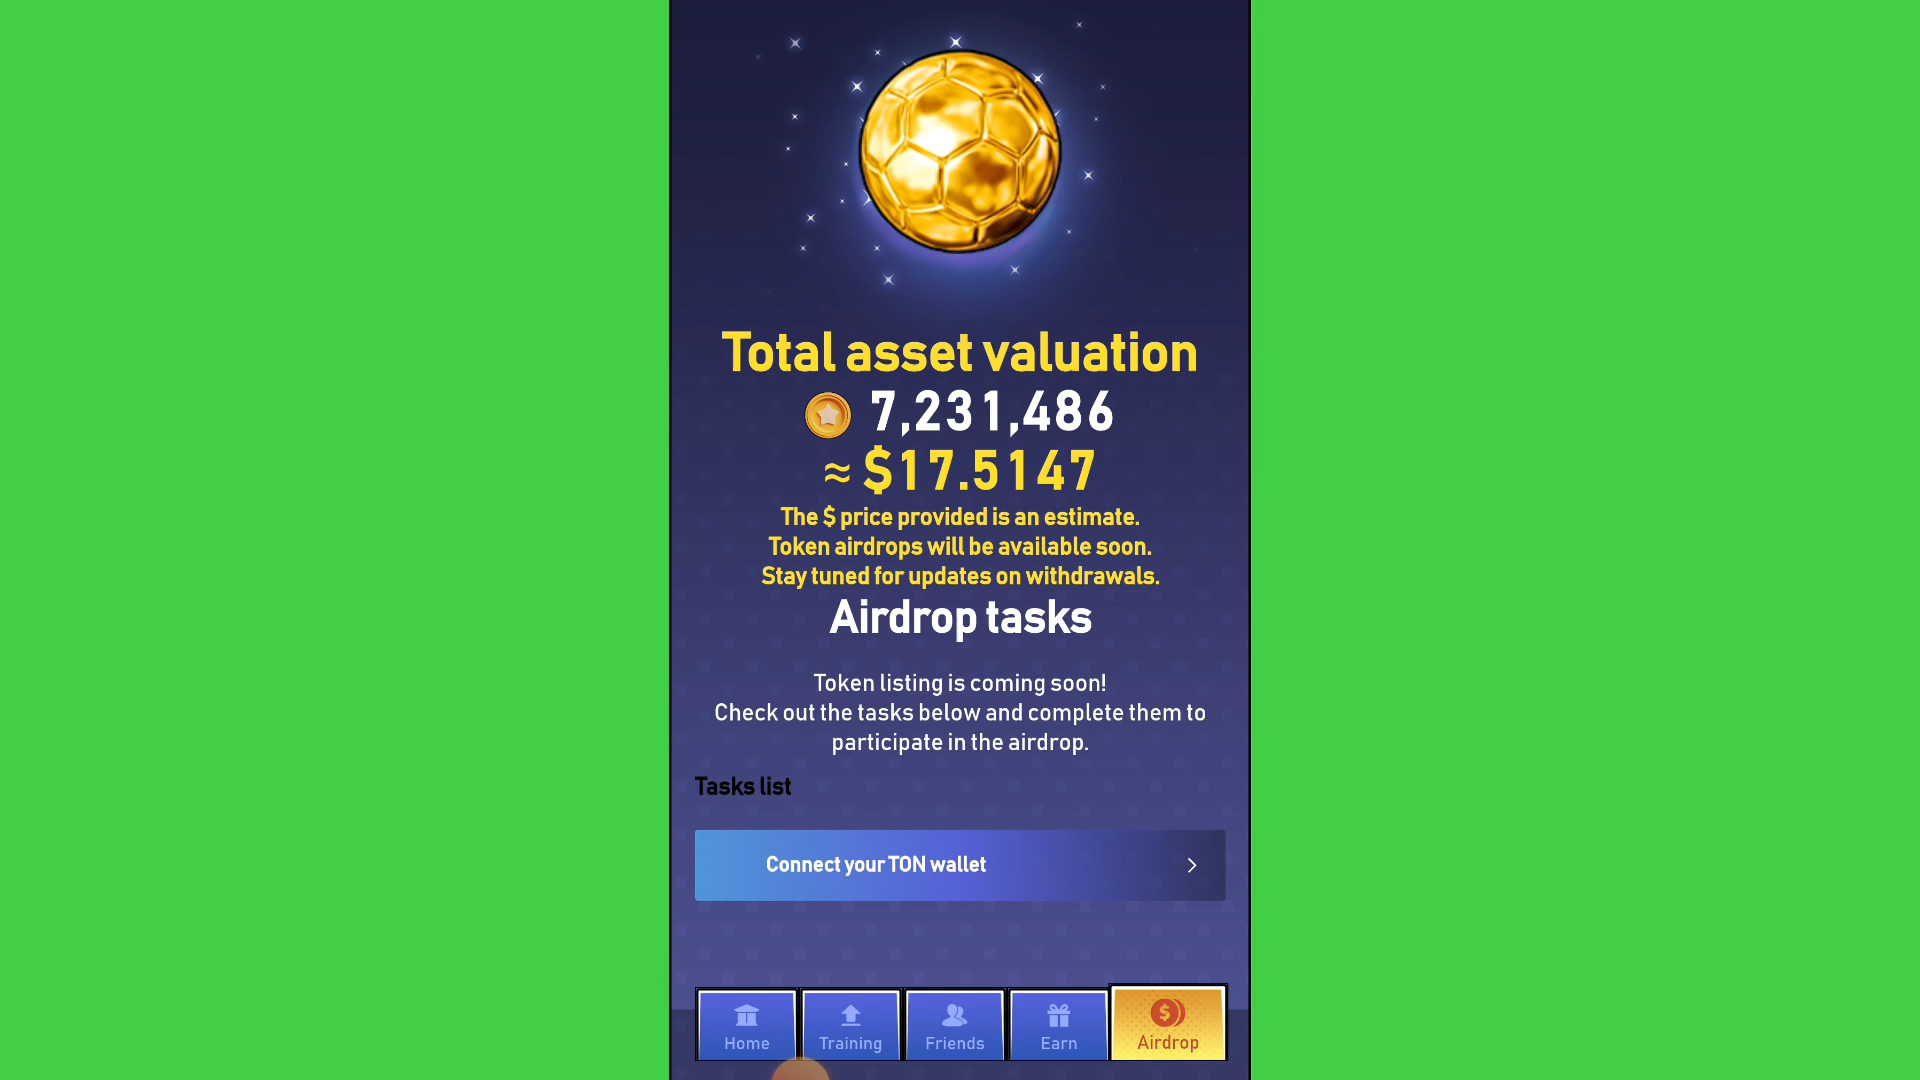 Total asset valuation
7,231,486
≈ $17.5147
The $ price provided is an estimate.
Token airdrops will be available soon.
Stay tuned for updates on withdrawals.
Airdrop tasks
Token listing is coming soon!
Check out the tasks below and complete them to
participate in the airdrop.
Tasks list
Connect your TON wallet
Home Training Friends Earn Airdrop